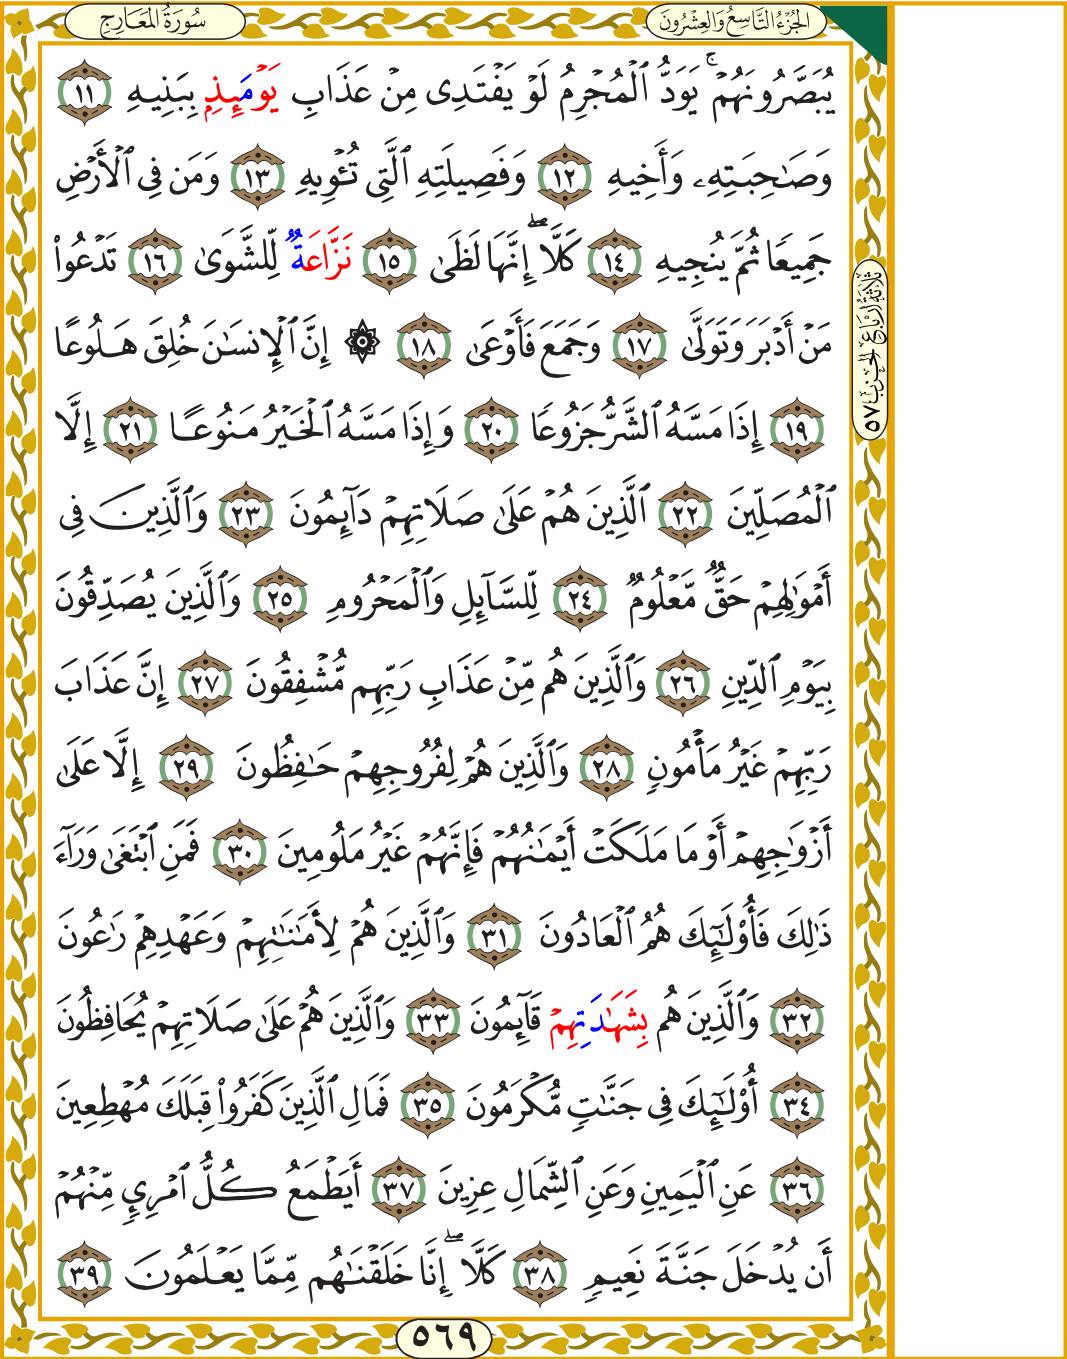 الجُزْءُ التَّاسِعُ وَالعِشْرُونَ
سُورَةُ المَعَارِجِ
يُبَصَّرُونَهُمْۚ يَوَدُّ ٱلْمُجْرِمُ لَوْ يَفْتَدِى مِنْ عَذَابِ يَوْمَئِذِۭ بِبَنِيهِ ١١
وَصَٰحِبَتِهِۦ وَأَخِيهِ ١٢ وَفَصِيلَتِهِ ٱلَّتِى تُـْٔوِيهِ ١٣ وَمَن فِى ٱلْأَرْضِ
جَمِيعًا ثُمَّ يُنجِيهِ ١٤ كَلَّآۖ إِنَّهَا لَظَىٰ ١٥ نَزَّاعَةٌ لِّلشَّوَىٰ ١٦ تَدْعُوا۟
مَنْ أَدْبَرَ وَتَوَلَّىٰ ١٧ وَجَمَعَ فَأَوْعَىٰ ١٨ ۞ إِنَّ ٱلْإِنسَٰنَ خُلِقَ هَلُوعًا
١٩ إِذَا مَسَّهُ ٱلشَّرُّ جَزُوعًا ٢٠ وَإِذَا مَسَّهُ ٱلْخَيْرُ مَنُوعًا ٢١ إِلَّا
ٱلْمُصَلِّينَ ٢٢ ٱلَّذِينَ هُمْ عَلَىٰ صَلَاتِهِمْ دَآئِمُونَ ٢٣ وَٱلَّذِينَ فِى
أَمْوَٰلِهِمْ حَقٌّ مَّعْلُومٌ ٢٤ لِّلسَّآئِلِ وَٱلْمَحْرُومِ ٢٥ وَٱلَّذِينَ يُصَدِّقُونَ
بِيَوْمِ ٱلدِّينِ ٢٦ وَٱلَّذِينَ هُم مِّنْ عَذَابِ رَبِّهِم مُّشْفِقُونَ ٢٧ إِنَّ عَذَابَ
رَبِّهِمْ غَيْرُ مَأْمُونٍ ٢٨ وَٱلَّذِينَ هُمْ لِفُرُوجِهِمْ حَٰفِظُونَ ٢٩ إِلَّا عَلَىٰ
أَزْوَٰجِهِمْ أَوْ مَا مَلَكَتْ أَيْمَٰنُهُمْ فَإِنَّهُمْ غَيْرُ مَلُومِينَ ٣٠ فَمَنِ ٱبْتَغَىٰ وَرَآءَ
ذَٰلِكَ فَأُو۟لَٰٓئِكَ هُمُ ٱلْعَادُونَ ٣١ وَٱلَّذِينَ هُمْ لِأَمَٰنَٰتِهِمْ وَعَهْدِهِمْ رَٰعُونَ
٣٢ وَٱلَّذِينَ هُم بِشَهَٰدَتِهِمْ قَآئِمُونَ ٣٣ وَٱلَّذِينَ هُمْ عَلَىٰ صَلَاتِهِمْ يُحَافِظُونَ
٣٤ أُو۟لَٰٓئِكَ فِى جَنَّٰتٍ مُّكْرَمُونَ ٣٥ فَمَالِ ٱلَّذِينَ كَفَرُوا۟ قِبَلَكَ مُهْطِعِينَ
٣٦ عَنِ ٱلْيَمِينِ وَعَنِ ٱلشِّمَالِ عِزِينَ ٣٧ أَيَطْمَعُ كُلُّ ٱمْرِئٍ مِّنْهُمْ
أَن يُدْخَلَ جَنَّةَ نَعِيمٍ ٣٨ كَلَّآۖ إِنَّا خَلَقْنَٰهُم مِّمَّا يَعْلَمُونَ ٣٩
ثَلَاثَةُ أَرْبَاعِ الحِزْبِ ٥٧
٥٦٩